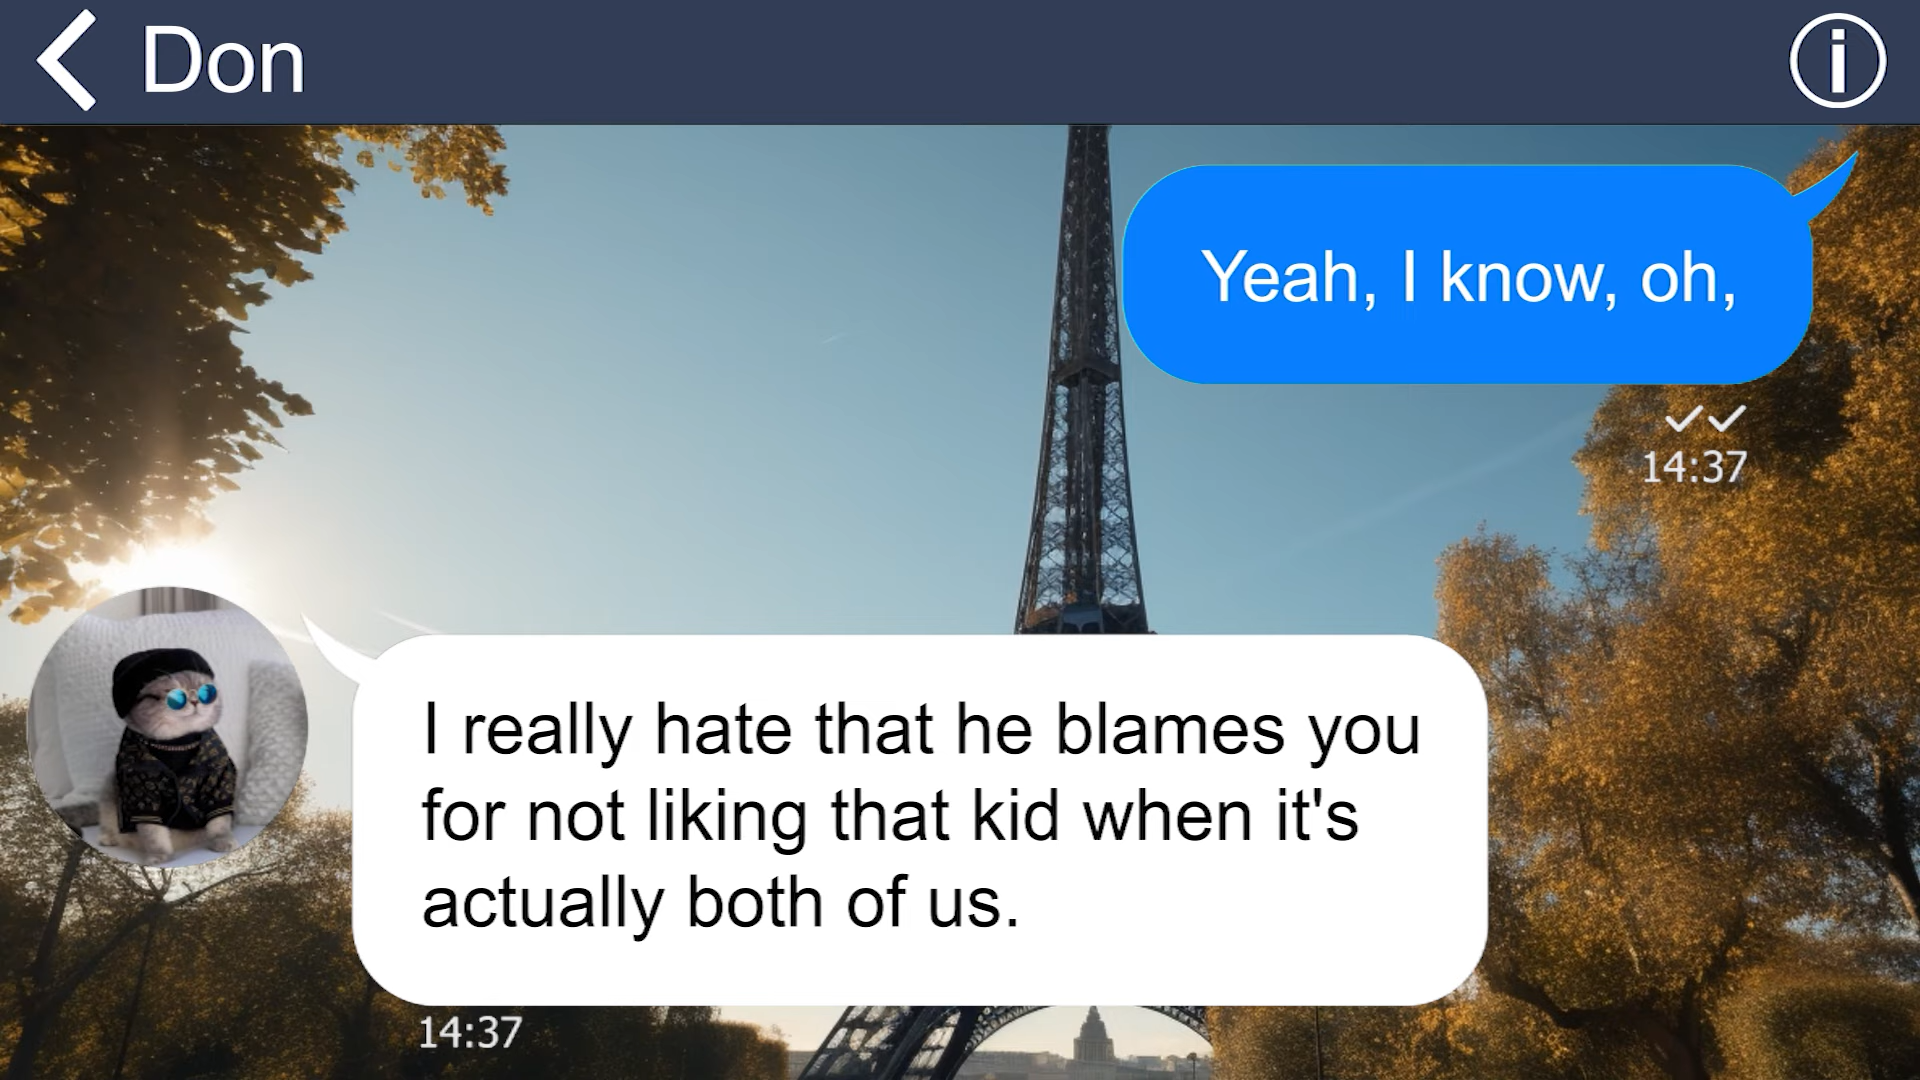 Don
Yeah, I know, oh,
14:37
I really hate that he blames you
for not liking that kid when it's
actually both of us.
14:37